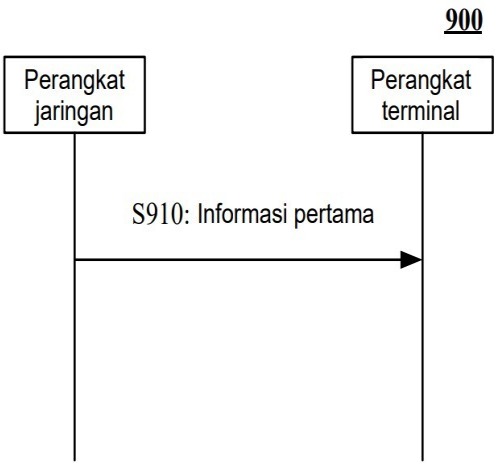 900
Perangkat
jaringan
Perangkat
terminal
S910: Informasi pertama